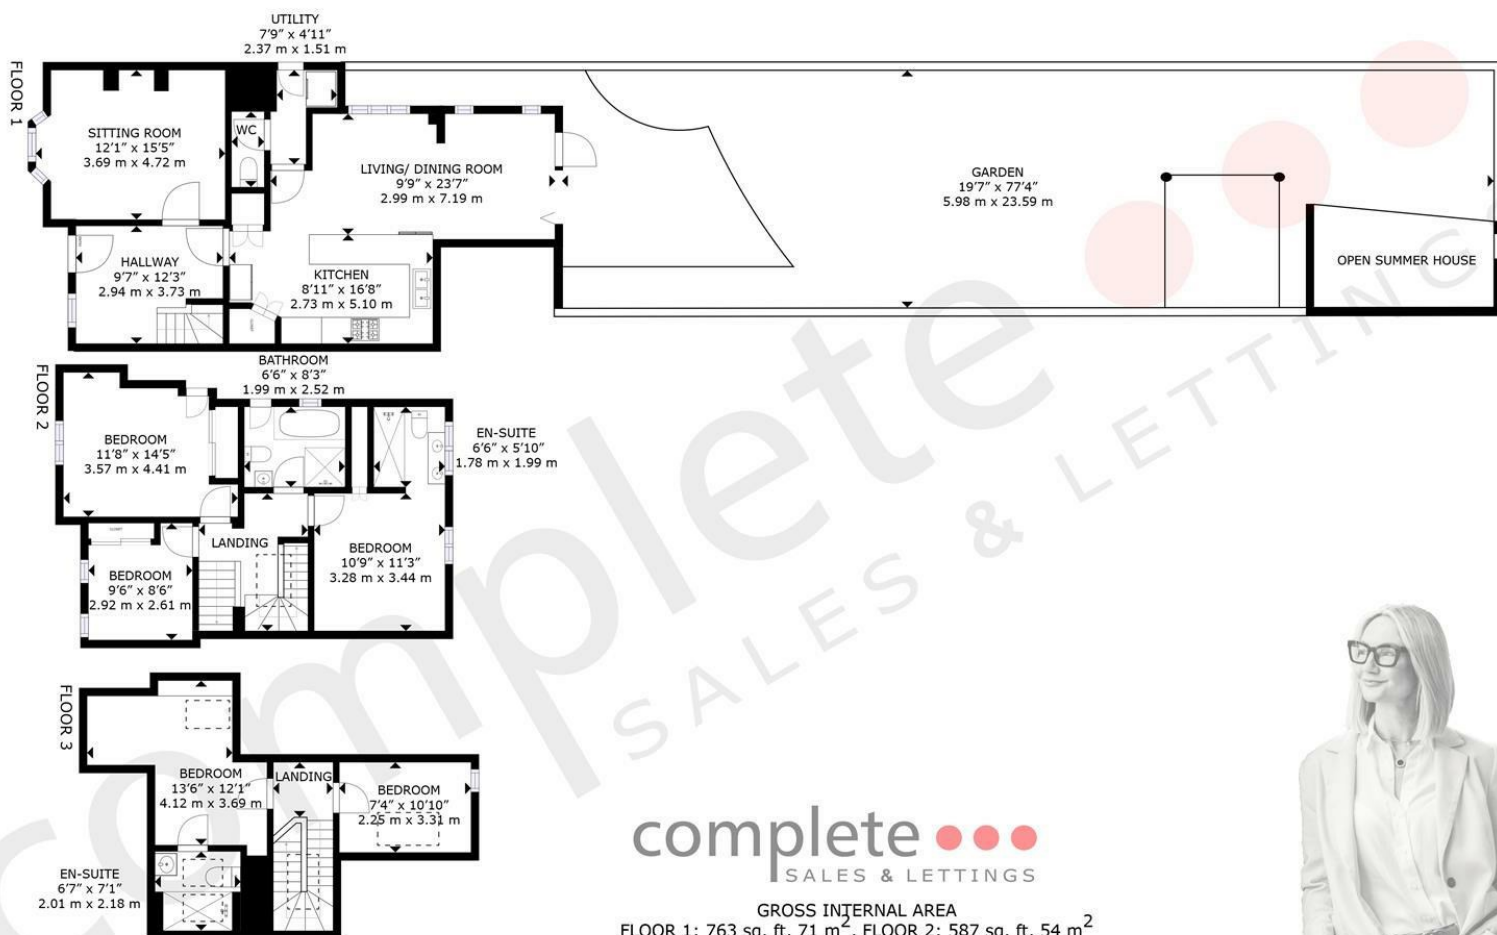 UTILITY
7'9" x 4'11"
2.37 m x 1.51 m
FLOOR 1
SITTING ROOM
12'1" x 15'5"
3.69 m x 4.72 m
WC
LIVING/ DINING ROOM
9'9" x 23'7"
2.99 m x 7.19 m
GARDEN
19'7" x 77'4"
5.98 m x 23.59 m
HALLWAY
9'7" x 12'3"
2.94 m x 3.73 m
KITCHEN
8'11" x 16'8"
2.73 m x 5.10 m
OPEN SUMMER HOUSE
FLOOR 2
BATHROOM
6'6" x 8'3"
1.99 m x 2.52 m
BEDROOM
11'8" x 14'5"
3.57 m x 4.41 m
EN-SUITE
6'6" x 5'10"
1.78 m x 1.99 m
LANDING
BEDROOM
9'6" x 8'6"
2.92 m x 2.61 m
BEDROOM
10'9" x 11'3"
3.28 m x 3.44 m
FLOOR 3
BEDROOM
13'6" x 12'1"
4.12 m x 3.69 m
LANDING
BEDROOM
7'4" x 10'10"
2.25 m x 3.31 m
EN-SUITE
6'7" x 7'1"
2.01 m x 2.18 m
complete
SALES & LETTINGS
complete
SALES & LETTINGS
GROSS INTERNAL AREA
FLOOR 1: 763 sq. ft, 71 m², FLOOR 2: 587 sq. ft, 54 m²